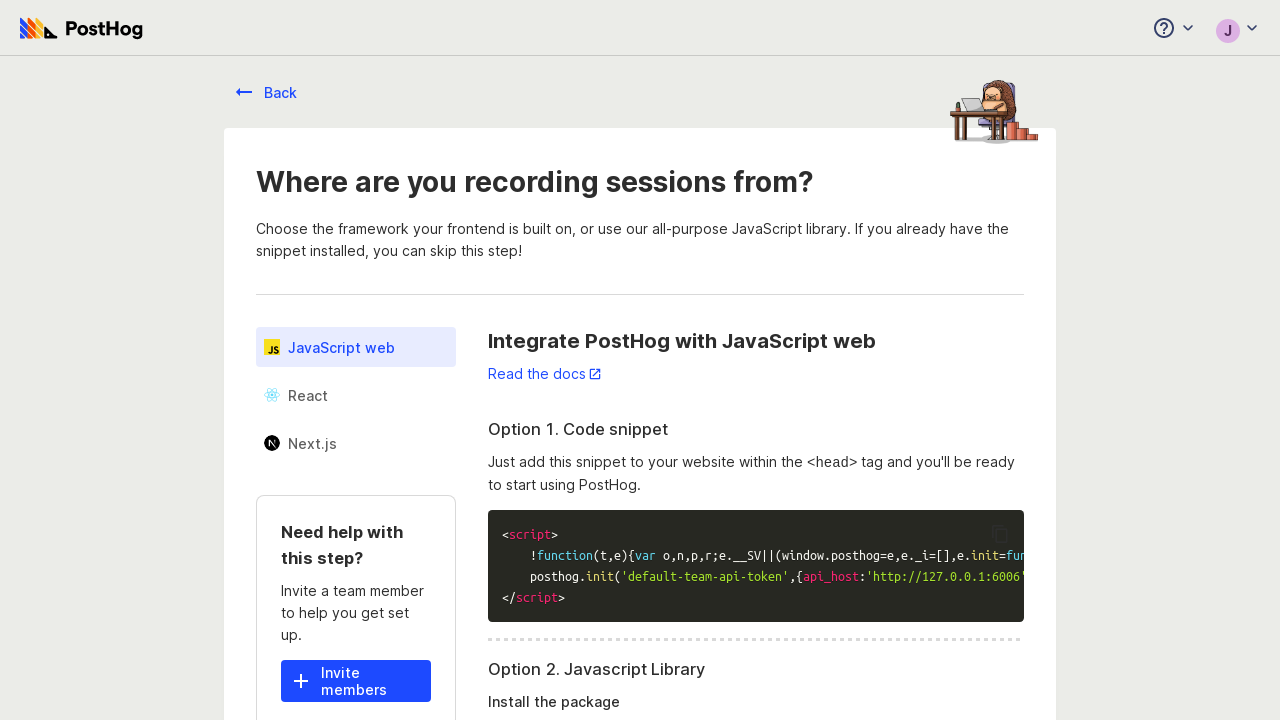 PostHog
J
Back
Where are you recording sessions from?
Choose the framework your frontend is built on, or use our all-purpose JavaScript library. If you already have the
snippet installed, you can skip this step!
JS JavaScript web
React
N Next.js
Need help with
this step?
Invite a team member
to help you get set
up.
Invite
members
Integrate PostHog with JavaScript web
Read the docs
Option 1. Code snippet
Just add this snippet to your website within the <head> tag and you'll be ready
to start using PostHog.
<script>
    !function(t,e){var o,n,p,r;e.__SV||(window.posthog=e,e._i=[],e.init=fun
    posthog.init('default-team-api-token',{api_host:'http://127.0.0.1:6006'
</script>
Option 2. Javascript Library
Install the package